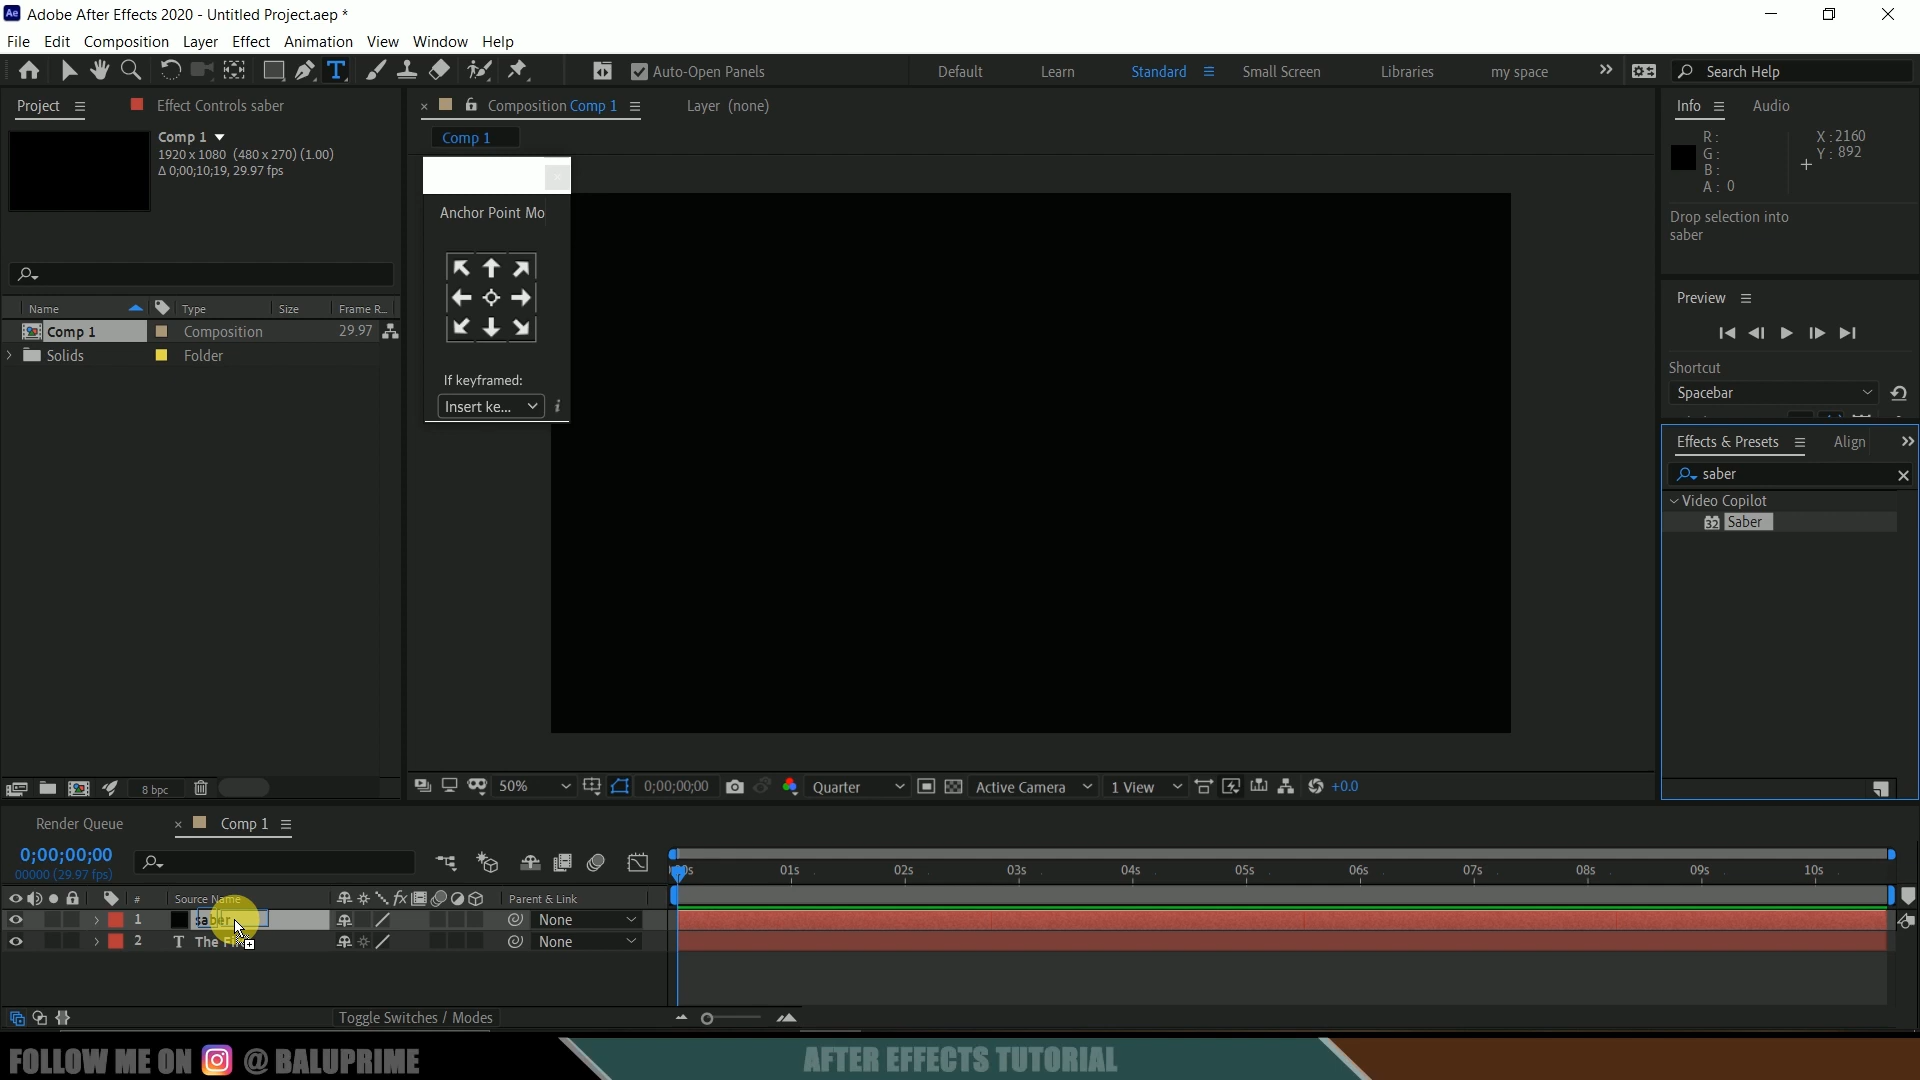 Ae Adobe After Effects 2020 - Untitled Project.aep *
File Edit Composition Layer Effect Animation View Window Help
Auto-Open Panels Default Learn Standard Small Screen Libraries my space Search Help
Project Effect Controls saber Composition Comp 1 Layer (none) Info Audio
Comp 1
1920 x 1080 (480 x 270) (1.00)
Δ 0;00;10;19, 29.97 fps
Comp 1
R: X: 2160
G: Y: 892
B:
A: 0
Drop selection into
saber
Anchor Point Mo
If keyframed:
Insert ke...
Name Type Size Frame R...
Comp 1 Composition 29.97
Solids Folder
Preview
Shortcut
Spacebar
Effects & Presets Align
saber
Video Copilot
32 Saber
8 bpc 50% 0;00;00;00 Quarter Active Camera 1 View +0.0
Render Queue Comp 1
0;00;00;00
00000 (29.97 fps)
01s 02s 03s 04s 05s 06s 07s 08s 09s 10s
# Source Name Parent & Link
1 saber None
2 T The None
Toggle Switches / Modes
FOLLOW ME ON @ BALUPRIME AFTER EFFECTS TUTORIAL